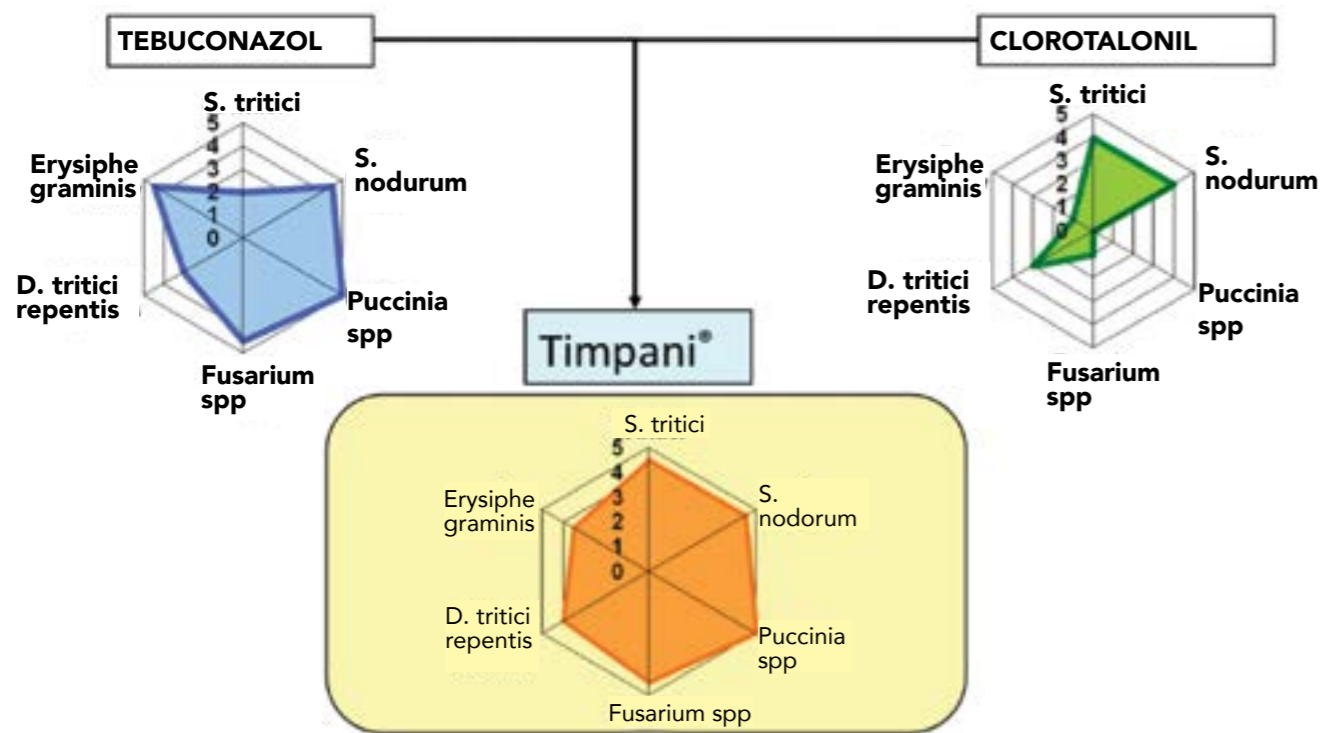 TEBUCONAZOL
CLOROTALONIL
S. tritici
5
4
3
2
1
0
Erysiphe
graminis
S.
nodurum
D. tritici
repentis
Puccinia
spp
Fusarium
spp
S. tritici
5
4
3
2
1
0
Erysiphe
graminis
S.
nodurum
D. tritici
repentis
Puccinia
spp
Fusarium
spp
Timpani®
S. tritici
5
4
3
2
1
0
Erysiphe
graminis
S.
nodorum
D. tritici
repentis
Puccinia
spp
Fusarium spp